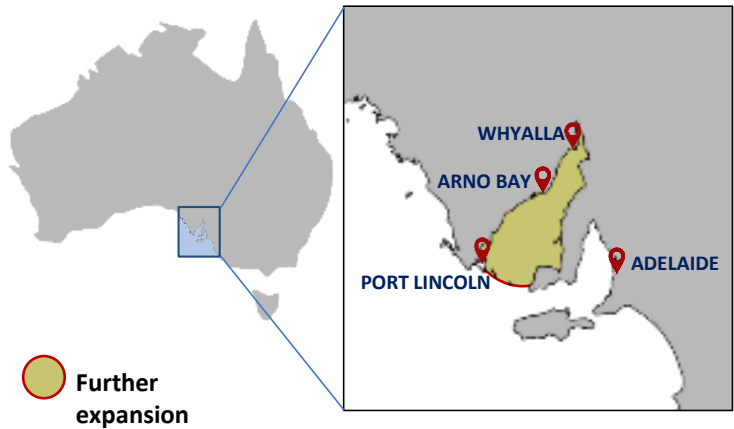 WHYALLA
ARNO BAY
ADELAIDE
PORT LINCOLN
Further
expansion